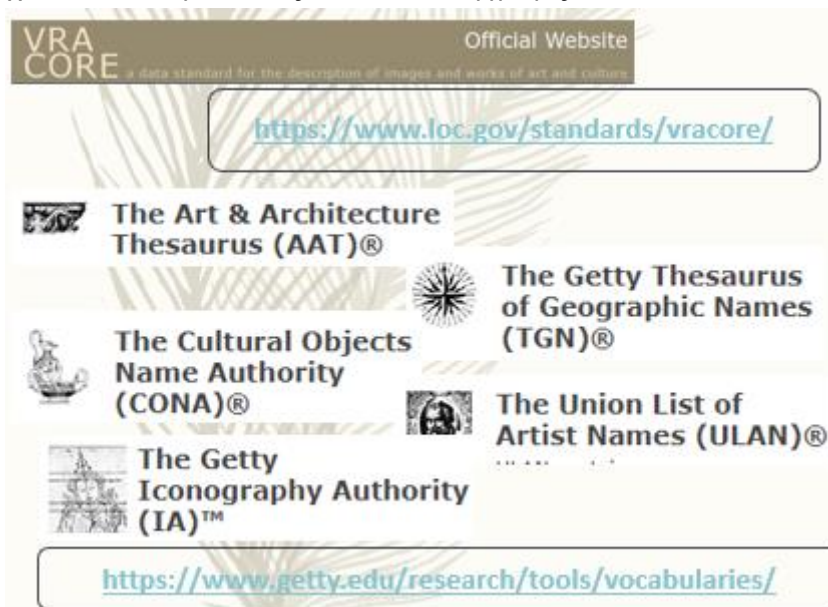 VRA
CORE a data standard for the description of images and works of art and culture
Official Website
https://www.loc.gov/standards/vracore/
The Art & Architecture
Thesaurus (AAT)®
The Getty Thesaurus
of Geographic Names
(TGN)®
The Cultural Objects
Name Authority
(CONA)®
The Union List of
Artist Names (ULAN)®
The Getty
Iconography Authority
(IA)™
https://www.getty.edu/research/tools/vocabularies/